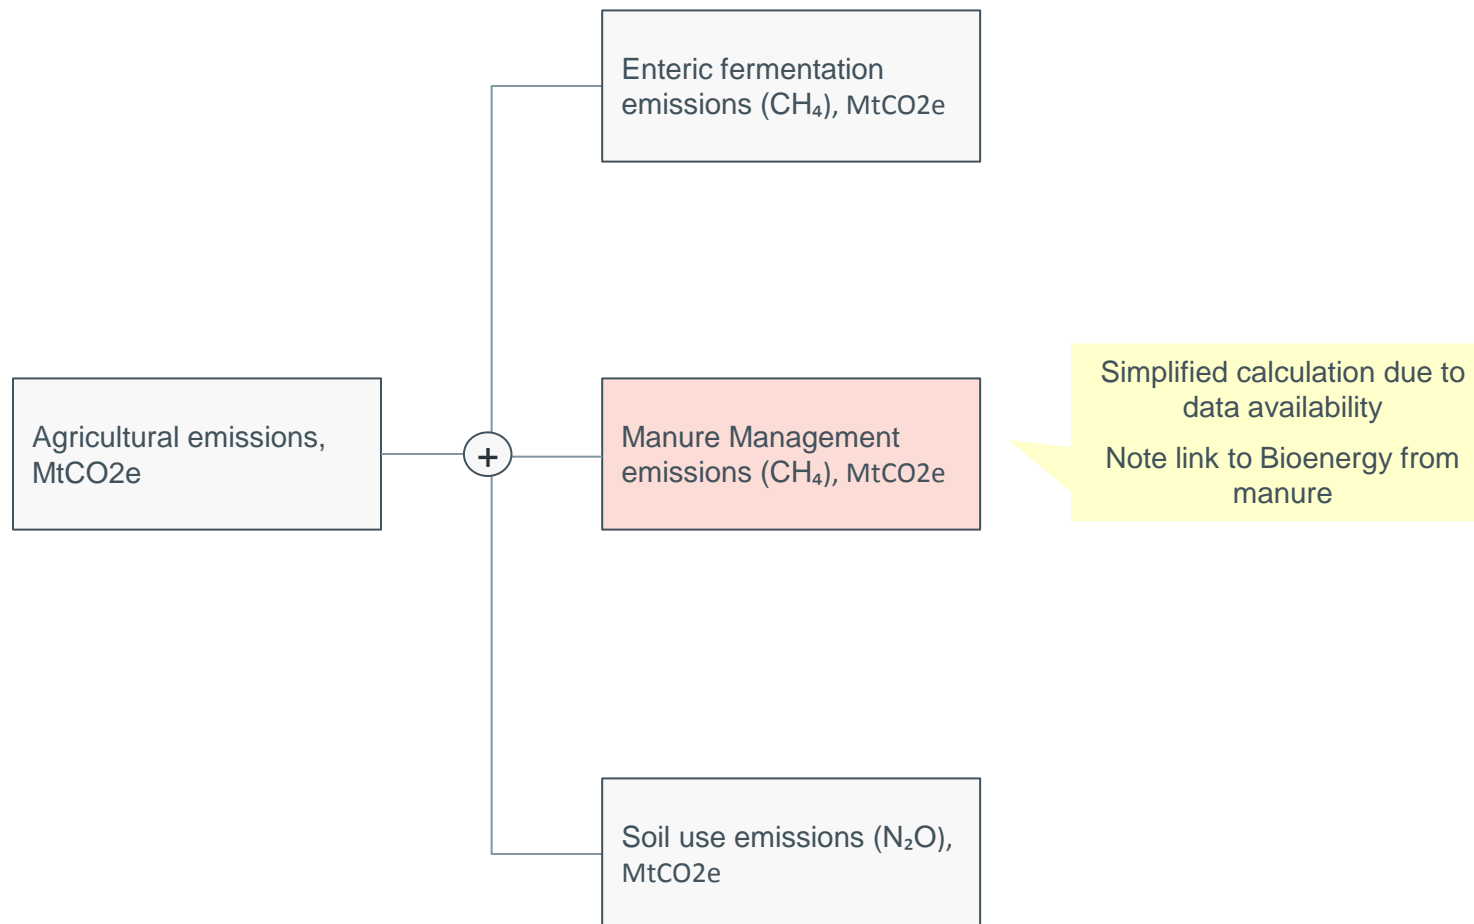 Enteric fermentation
emissions (CH₄), MtCO2e
Agricultural emissions,
MtCO2e
+
Manure Management
emissions (CH₄), MtCO2e
Simplified calculation due to
data availability
Note link to Bioenergy from
manure
Soil use emissions (N₂O),
MtCO2e